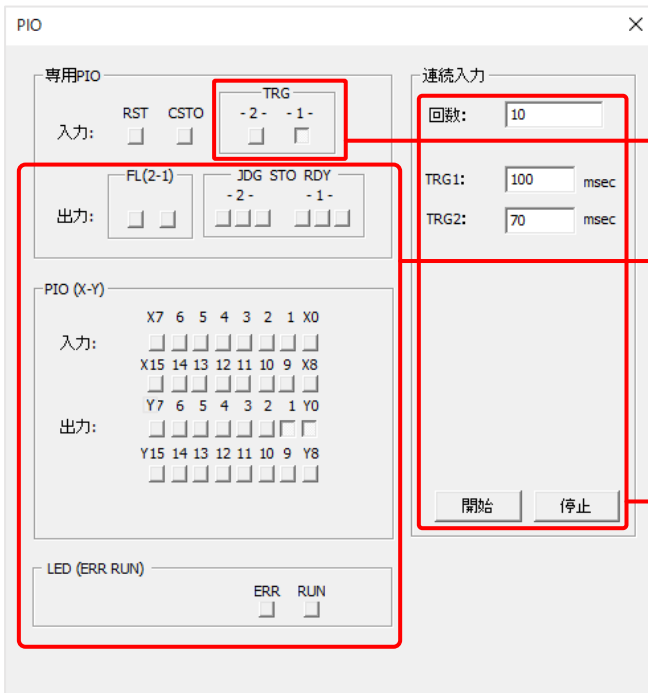 PIO
専用PIO
TRG
RST CSTO -2- -1-
入力:
FL(2-1) JDG STO RDY
-2- -1-
出力:
PIO (X-Y)
X7 6 5 4 3 2 1 X0
入力:
X15 14 13 12 11 10 9 X8
Y7 6 5 4 3 2 1 Y0
出力:
Y15 14 13 12 11 10 9 Y8
LED (ERR RUN)
ERR RUN
連続入力
回数: 10
TRG1: 100 msec
TRG2: 70 msec
開始 停止